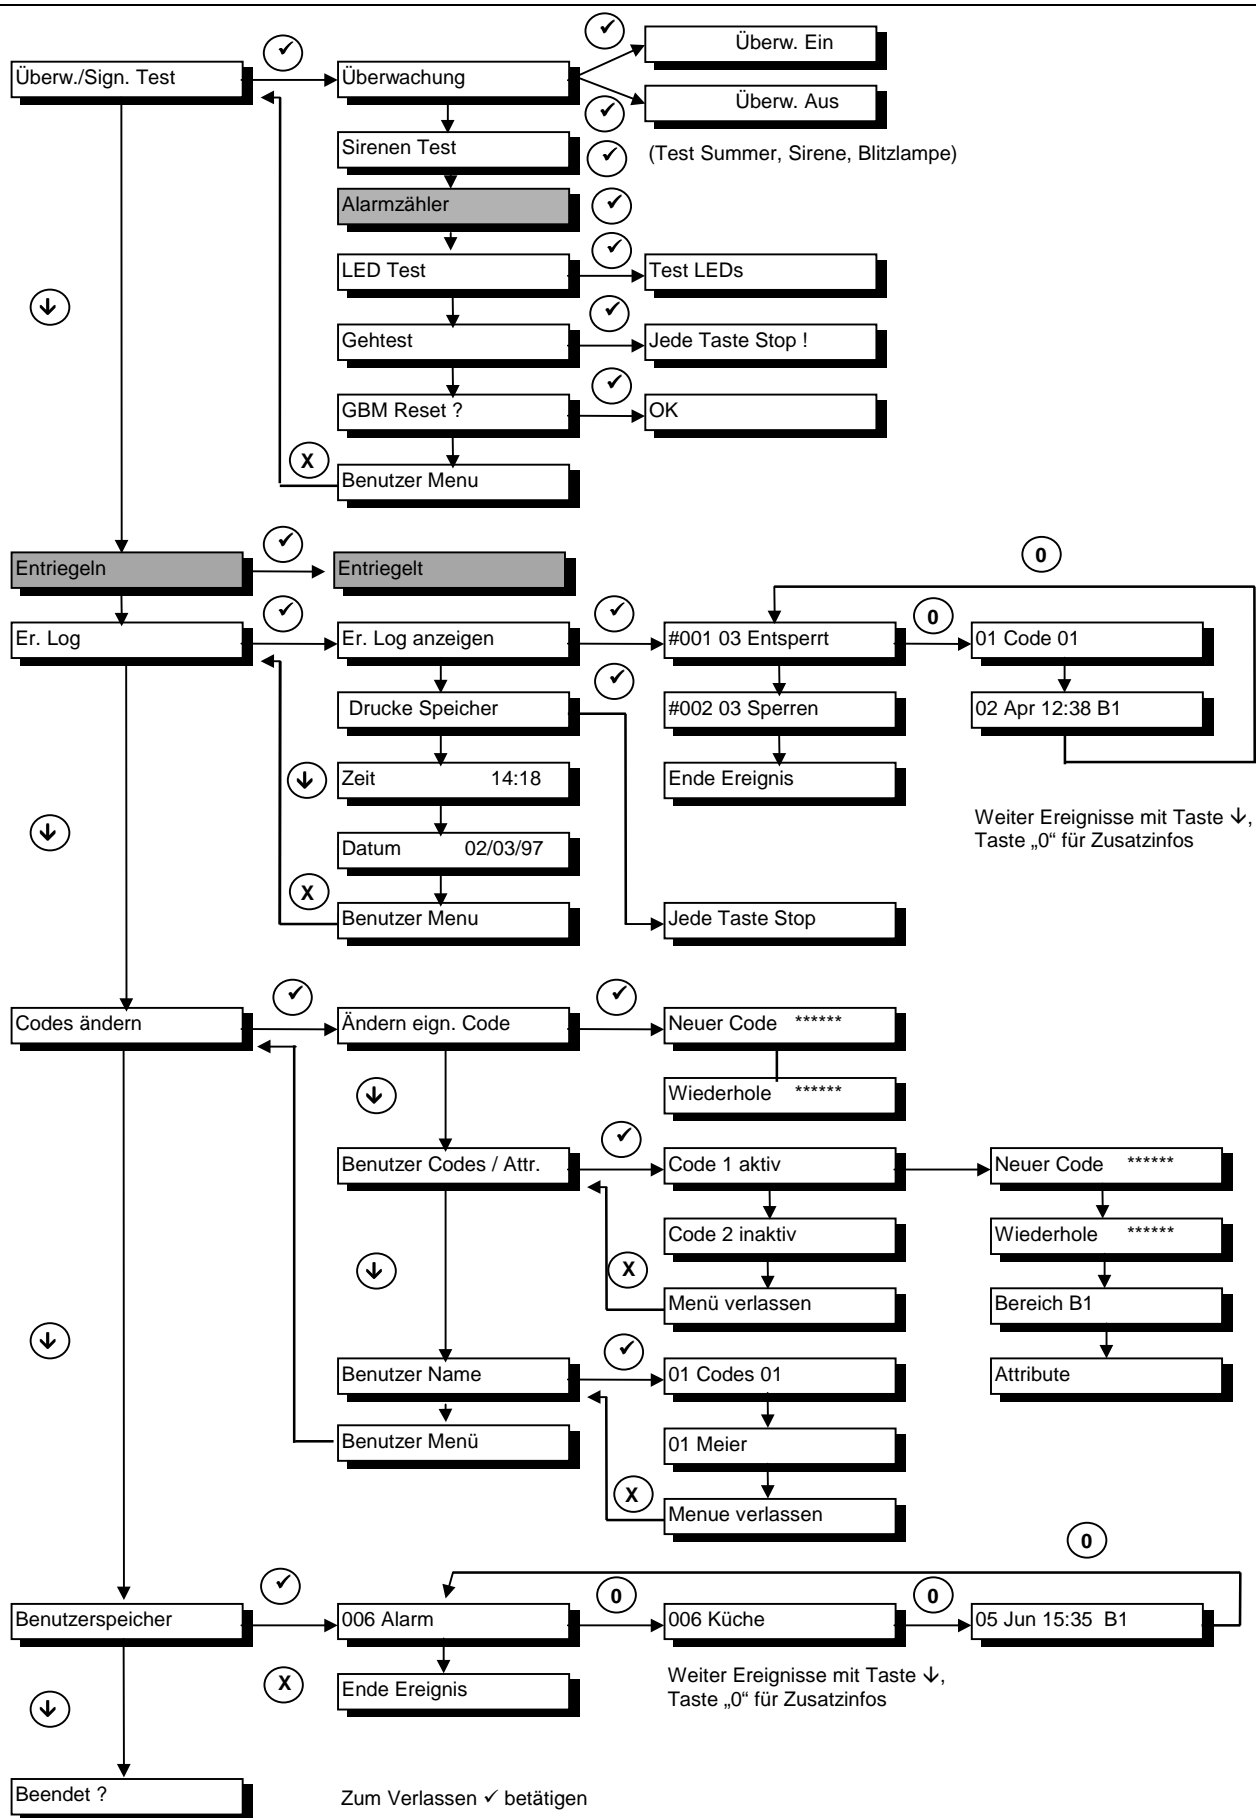 ✓ Überw. Ein
Überw./Sign. Test ✓ Überwachung
✓ Überw. Aus
Sirenen Test ✓ (Test Summer, Sirene, Blitzlampe)
Alarmzähler ✓
LED Test ✓ Test LEDs
↓
Gehtest ✓ Jede Taste Stop !
GBM Reset ? ✓ OK
X Benutzer Menu
Entriegeln ✓ Entriegelt
0
Er. Log ✓ Er. Log anzeigen ✓ #001 03 Entsperrt 0 01 Code 01
Drucke Speicher ✓ #002 03 Sperren 02 Apr 12:38 B1
↓ Zeit 14:18 Ende Ereignis
Weiter Ereignisse mit Taste ↓,
Taste „0“ für Zusatzinfos
↓ Datum 02/03/97
X Benutzer Menu Jede Taste Stop
Codes ändern ✓ Ändern eign. Code ✓ Neuer Code ******
↓ Wiederhole ******
Benutzer Codes / Attr. ✓ Code 1 aktiv Neuer Code ******
Code 2 inaktiv Wiederhole ******
↓ X
Menü verlassen Bereich B1
↓
Benutzer Name ✓ 01 Codes 01 Attribute
Benutzer Menü 01 Meier
X Menue verlassen
0
Benutzerspeicher ✓ 006 Alarm 0 006 Küche 0 05 Jun 15:35 B1
X Ende Ereignis
Weiter Ereignisse mit Taste ↓,
Taste „0“ für Zusatzinfos
↓
Beendet ? Zum Verlassen ✓ betätigen